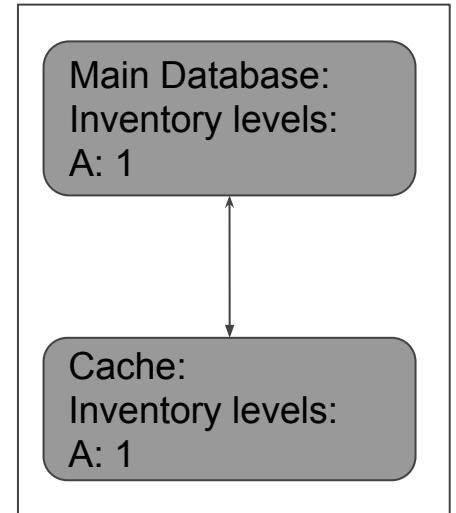 Main Database:
Inventory levels:
A: 1
Cache:
Inventory levels:
A: 1